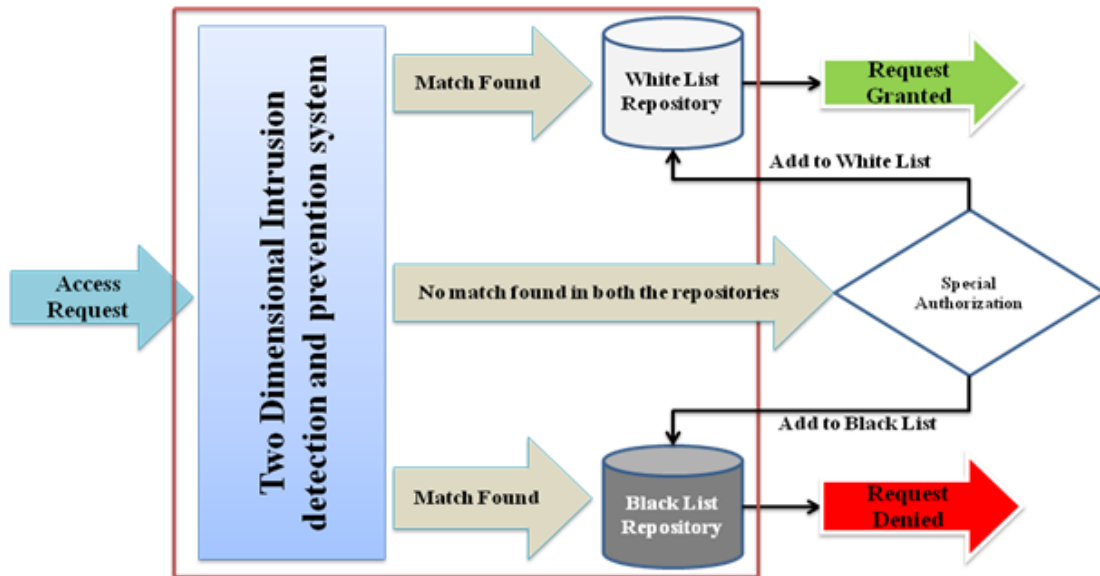 Access
Request
Two Dimensional Intrusion
detection and prevention system
Match Found
White List
Repository
Request
Granted
Add to White List
No match found in both the repositories
Special
Authorization
Add to Black List
Match Found
Black List
Repository
Request
Denied